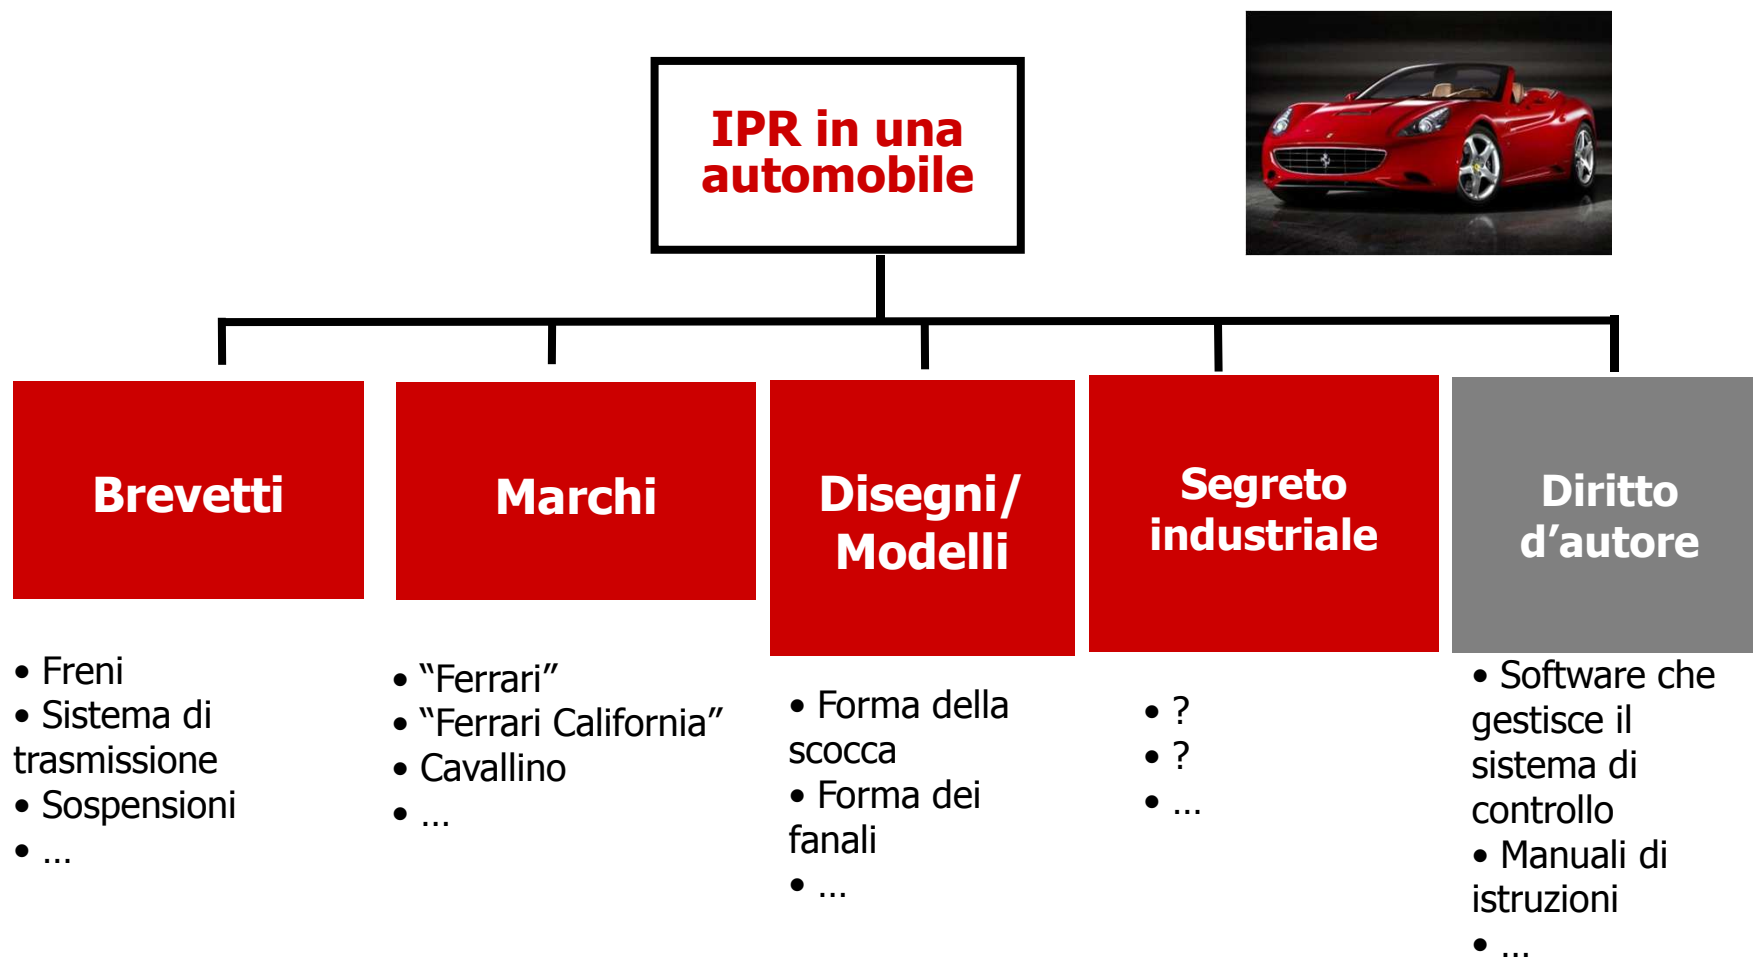 IPR in una
automobile
Brevetti
• Freni
• Sistema di
trasmissione
• Sospensioni
• …
Marchi
• “Ferrari”
• “Ferrari California”
• Cavallino
• …
Disegni/
Modelli
• Forma della
scocca
• Forma dei
fanali
• …
Segreto
industriale
• ?
• ?
• …
Diritto
d’autore
• Software che
gestisce il
sistema di
controllo
• Manuali di
istruzioni
• …